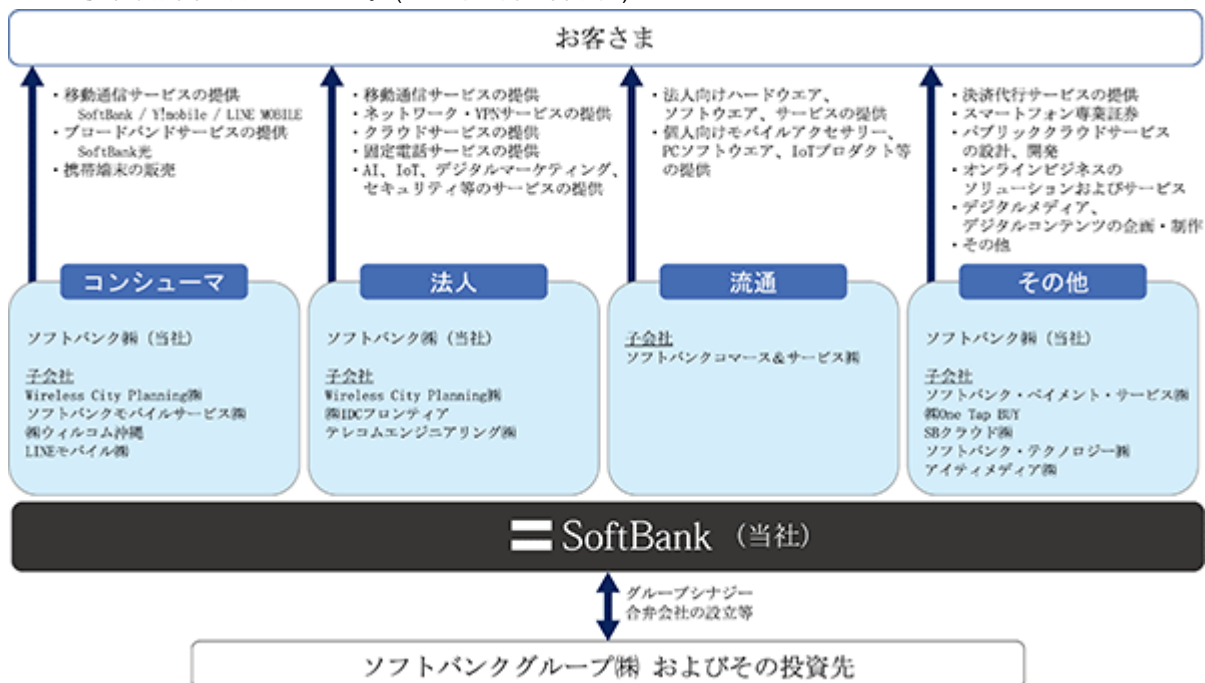 お客さま
・移動通信サービスの提供
SoftBank / Y!mobile / LINE MOBILE
・ブロードバンドサービスの提供
SoftBank光
・携帯端末の販売
・移動通信サービスの提供
・ネットワーク・VPNサービスの提供
・クラウドサービスの提供
・固定電話サービスの提供
・AI、IoT、デジタルマーケティング、
セキュリティ等のサービスの提供
・法人向けハードウエア、
ソフトウエア、サービスの提供
・個人向けモバイルアクセサリー、
PCソフトウエア、IoTプロダクト等
の提供
・決済代行サービスの提供
・スマートフォン専業証券
・パブリッククラウドサービス
の設計、開発
・オンラインビジネスの
ソリューションおよびサービス
・デジタルメディア、
デジタルコンテンツの企画・制作
・その他
コンシューマ
ソフトバンク㈱（当社）
子会社
Wireless City Planning㈱
ソフトバンクモバイルサービス㈱
㈱ウィルコム沖縄
LINEモバイル㈱
法人
ソフトバンク㈱（当社）
子会社
Wireless City Planning㈱
㈱IDCフロンティア
テレコムエンジニアリング㈱
流通
子会社
ソフトバンクコマース＆サービス㈱
その他
ソフトバンク㈱（当社）
子会社
ソフトバンク・ペイメント・サービス㈱
㈱One Tap BUY
SBクラウド㈱
ソフトバンク・テクノロジー㈱
アイティメディア㈱
SoftBank（当社）
グループシナジー
合弁会社の設立等
ソフトバンクグループ㈱ およびその投資先